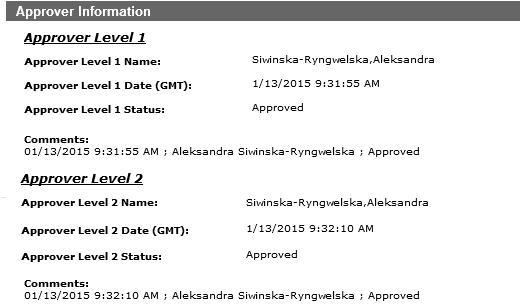 Approver Information
Approver Level 1
Approver Level 1 Name: Siwinska-Ryngwelska,Aleksandra
Approver Level 1 Date (GMT): 1/13/2015 9:31:55 AM
Approver Level 1 Status: Approved
Comments:
01/13/2015 9:31:55 AM ; Aleksandra Siwinska-Ryngwelska ; Approved
Approver Level 2
Approver Level 2 Name: Siwinska-Ryngwelska,Aleksandra
Approver Level 2 Date (GMT): 1/13/2015 9:32:10 AM
Approver Level 2 Status: Approved
Comments:
01/13/2015 9:32:10 AM ; Aleksandra Siwinska-Ryngwelska ; Approved